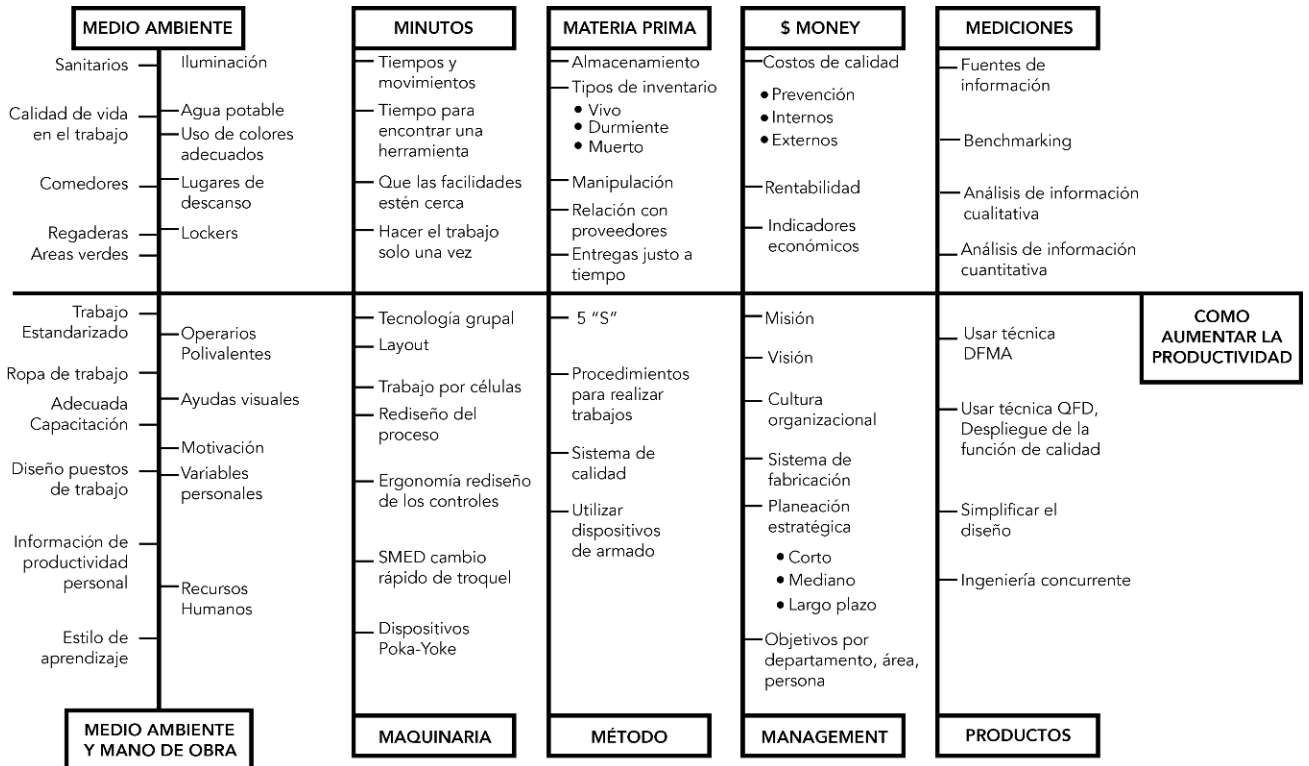 MEDIO AMBIENTE
Sanitarios
Calidad de vida
en el trabajo
Comedores
Regaderas
Areas verdes
Iluminación
Agua potable
Uso de colores
adecuados
Lugares de
descanso
Lockers
MINUTOS
Tiempos y
movimientos
Tiempo para
encontrar una
herramienta
Que las facilidades
estén cerca
Hacer el trabajo
solo una vez
MATERIA PRIMA
Almacenamiento
Tipos de inventario
• Vivo
• Durmiente
• Muerto
Manipulación
Relación con
proveedores
Entregas justo a
tiempo
$ MONEY
Costos de calidad
• Prevención
• Internos
• Externos
Rentabilidad
Indicadores
económicos
MEDICIONES
Fuentes de
información
Benchmarking
Análisis de información
cualitativa
Análisis de información
cuantitativa
COMO
AUMENTAR LA
PRODUCTIVIDAD
Trabajo
Estandarizado
Ropa de trabajo
Adecuada
Capacitación
Diseño puestos
de trabajo
Información de
productividad
personal
Estilo de
aprendizaje
Operarios
Polivalentes
Ayudas visuales
Motivación
Variables
personales
Recursos
Humanos
MEDIO AMBIENTE
Y MANO DE OBRA
Tecnología grupal
Layout
Trabajo por células
Rediseño del
proceso
Ergonomía rediseño
de los controles
SMED cambio
rápido de troquel
Dispositivos
Poka-Yoke
MAQUINARIA
5 “S”
Procedimientos
para realizar
trabajos
Sistema de
calidad
Utilizar
dispositivos
de armado
MÉTODO
Misión
Visión
Cultura
organizacional
Sistema de
fabricación
Planeación
estratégica
• Corto
• Mediano
• Largo plazo
Objetivos por
departamento, área,
persona
MANAGEMENT
Usar técnica
DFMA
Usar técnica QFD,
Despliegue de la
función de calidad
Simplificar el
diseño
Ingeniería concurrente
PRODUCTOS